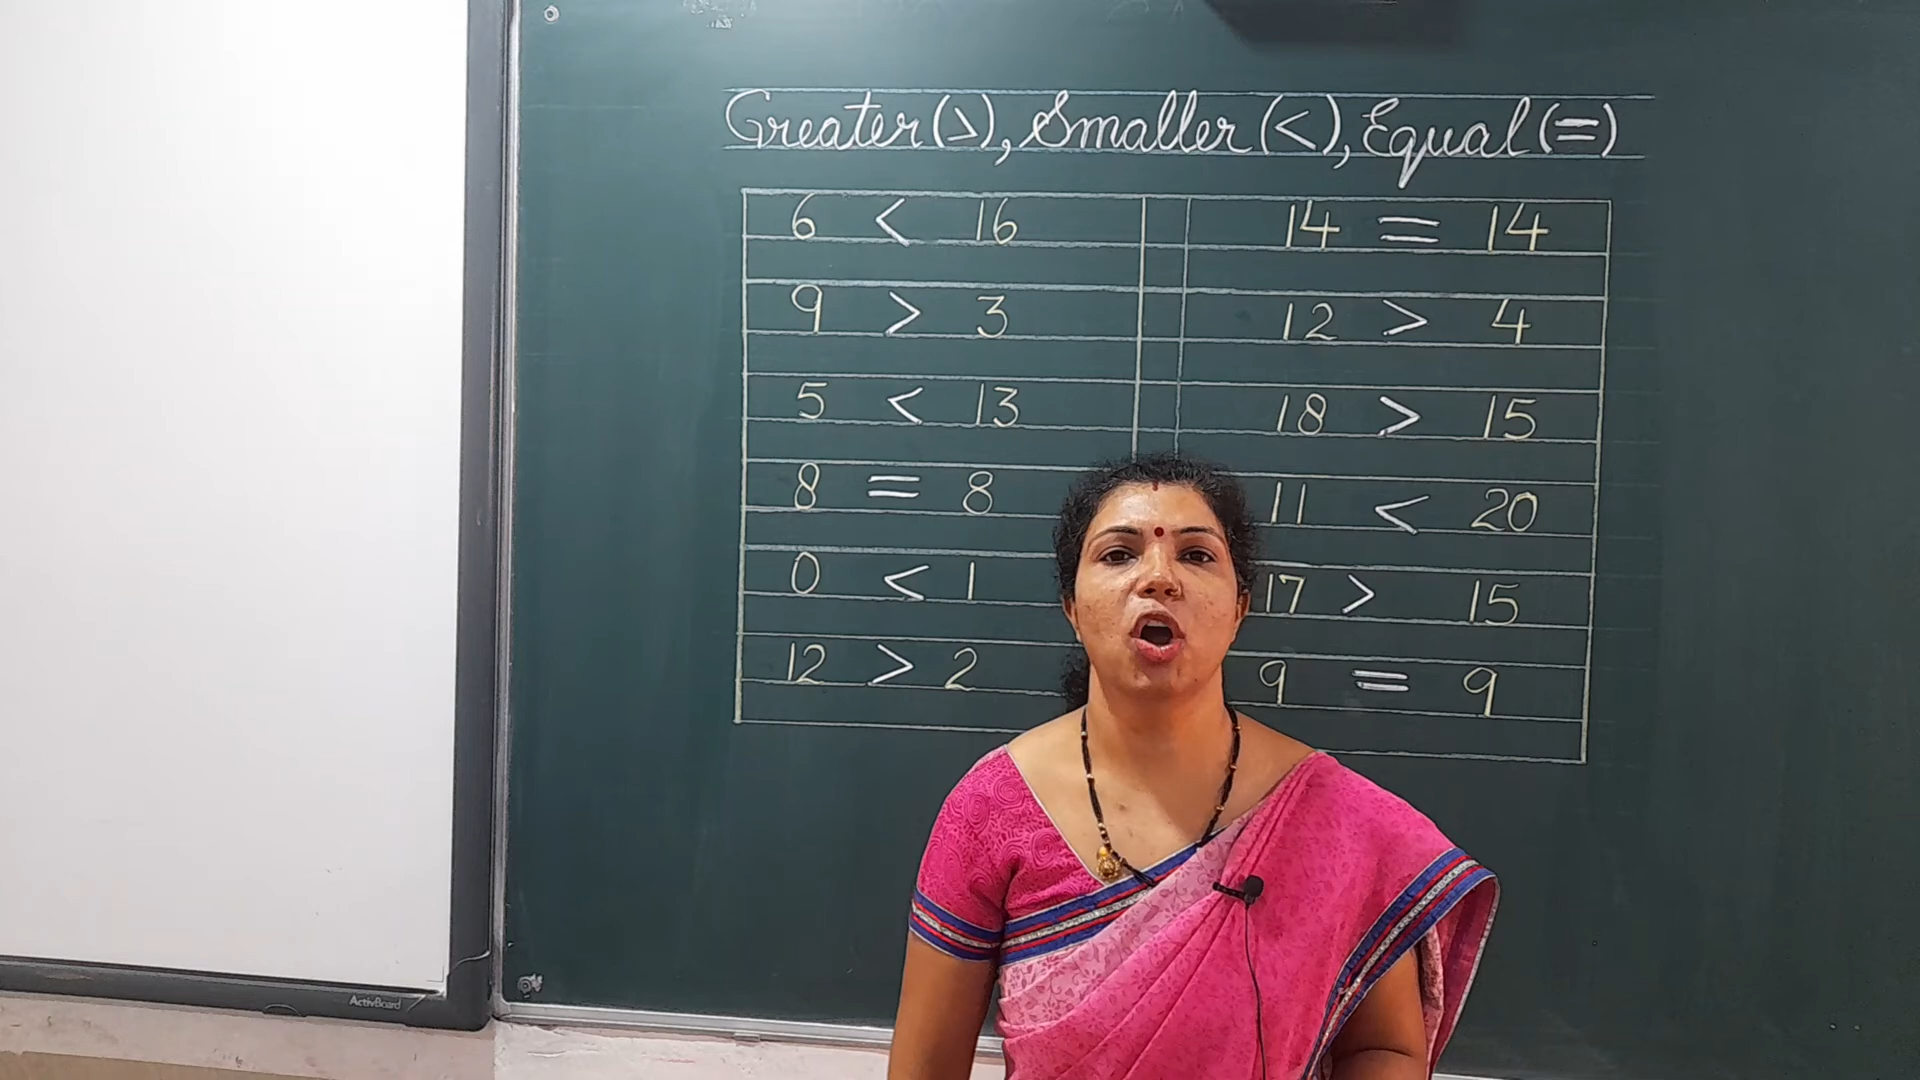 Greater (>), Smaller (<), Equal (=)
6 < 16
9 > 3
5 < 13
8 = 8
0 < 1
12 > 2
14 = 14
12 > 4
18 > 15
11 < 20
17 > 15
9 = 9
ActivBoard